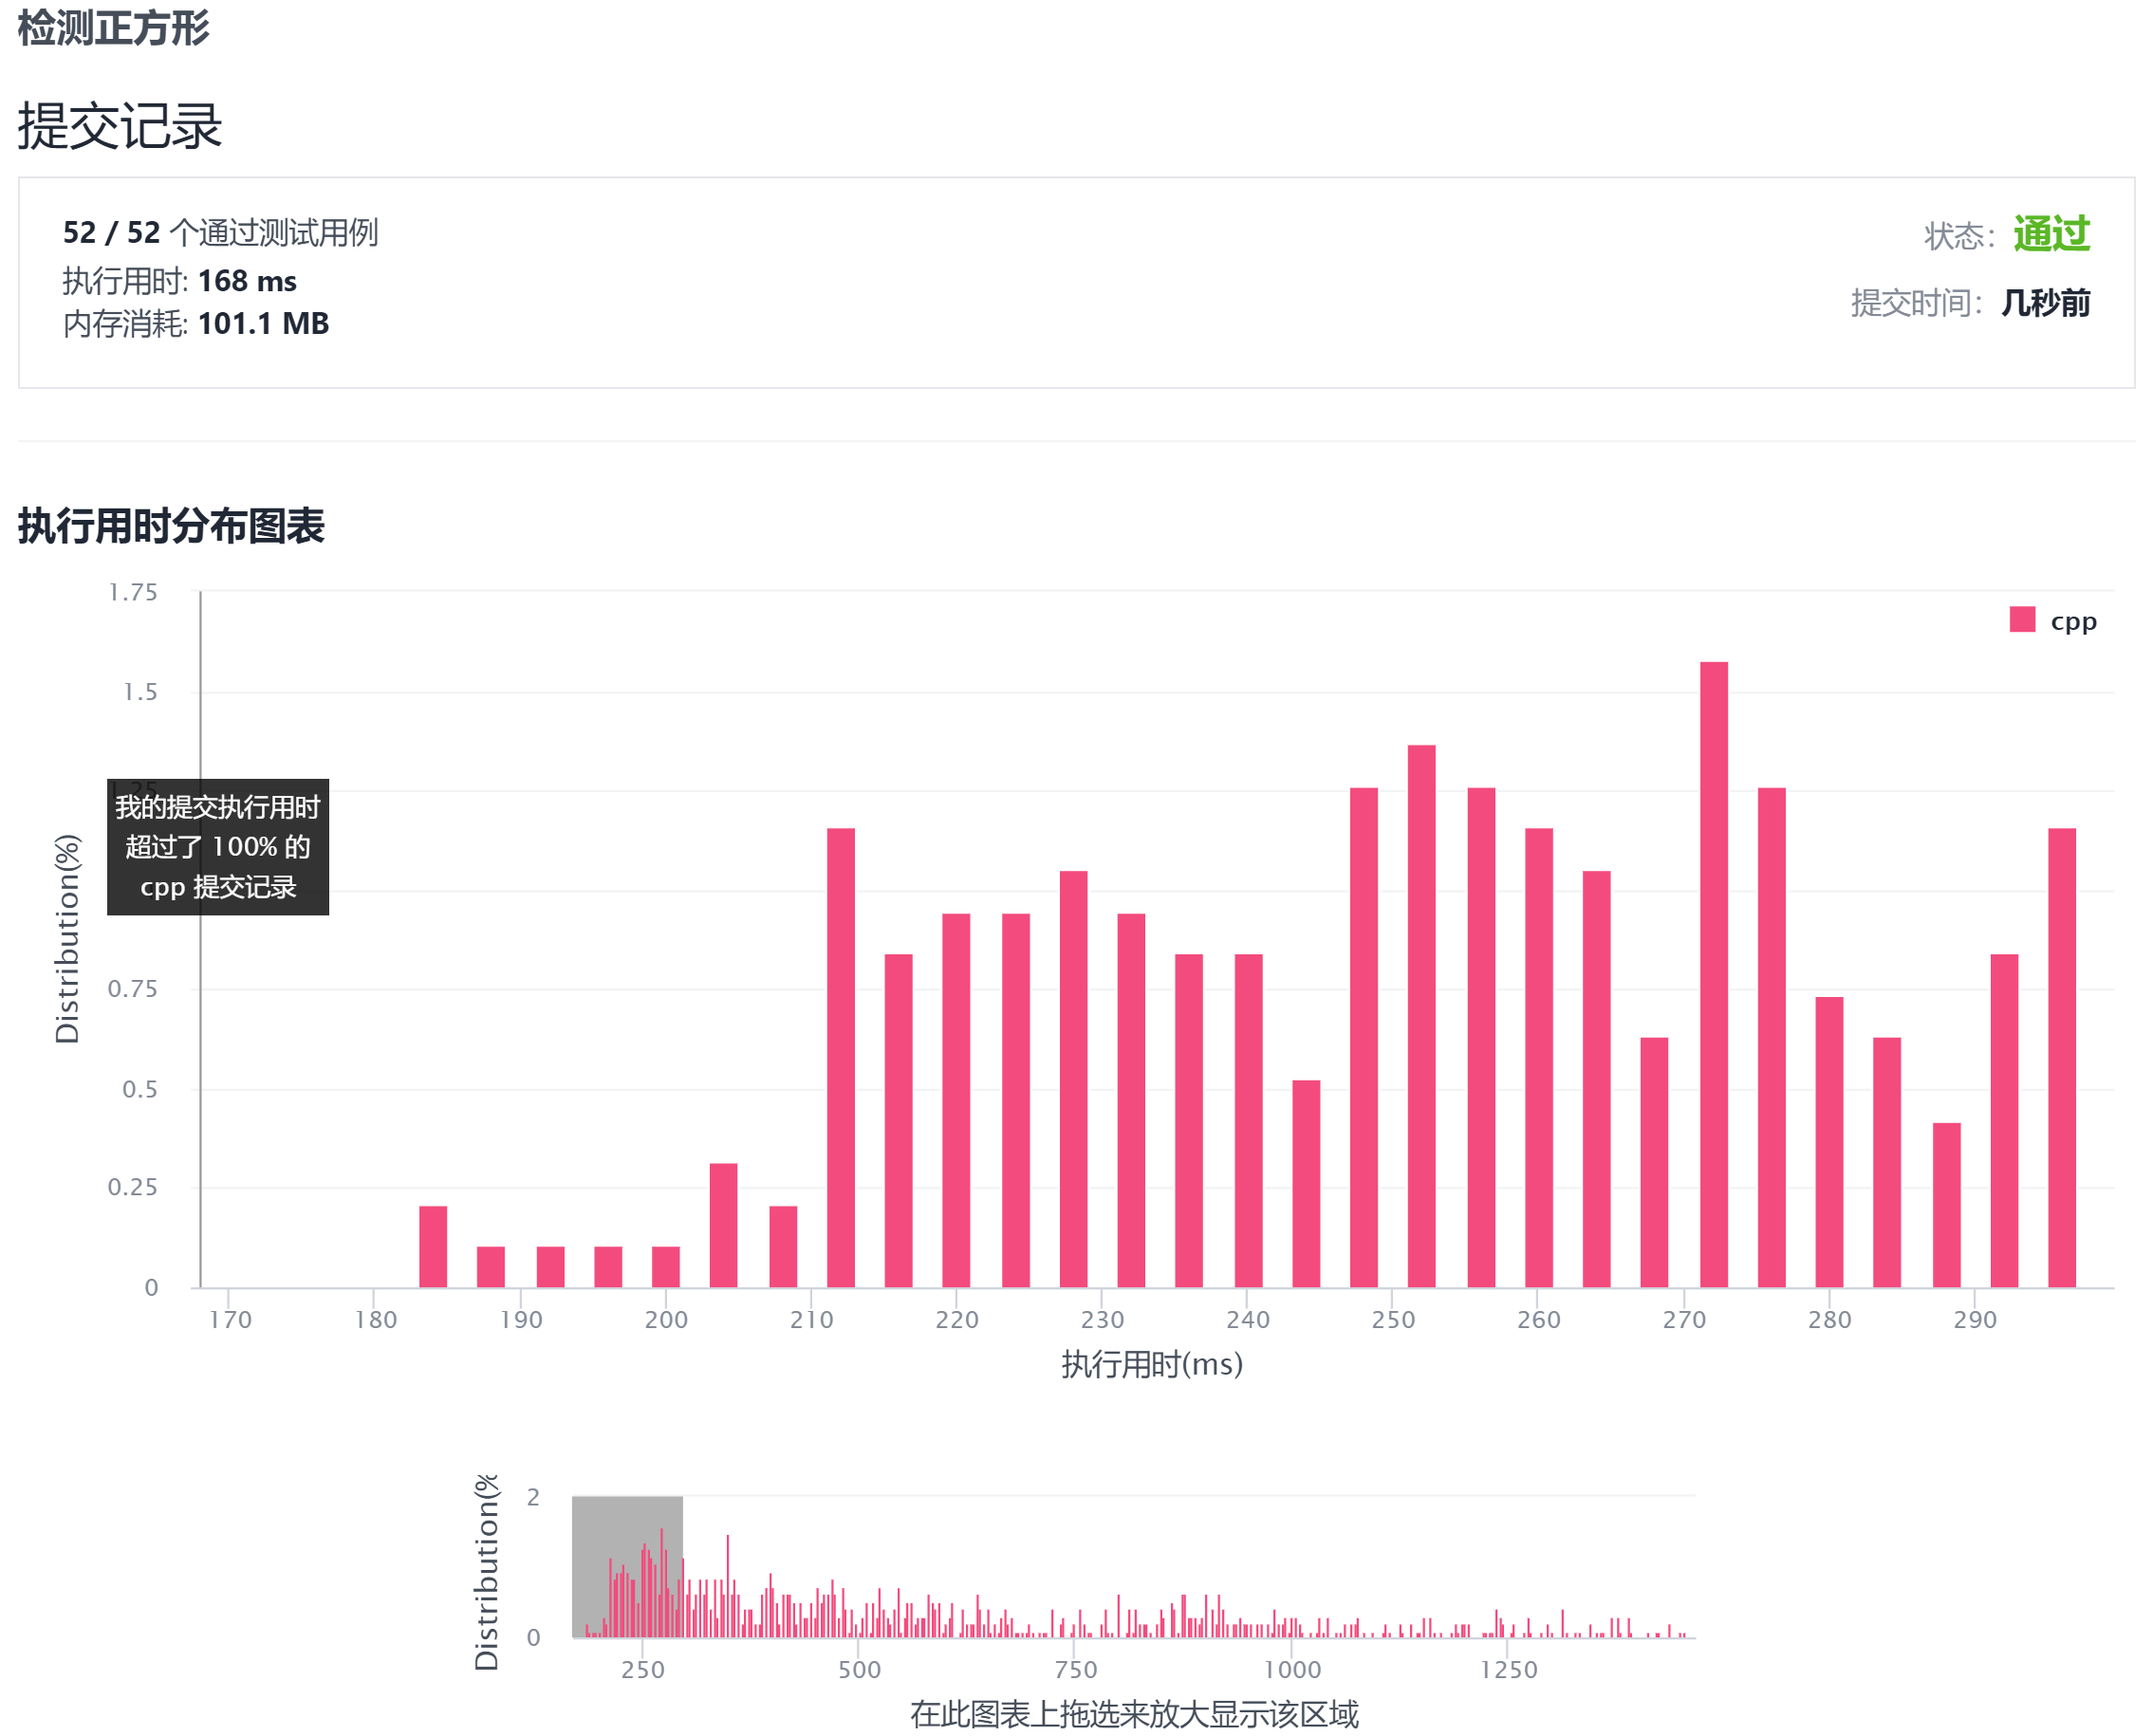 检测正方形
提交记录
52 / 52 个通过测试用例
状态：通过
执行用时: 168 ms
提交时间：几秒前
内存消耗: 101.1 MB
执行用时分布图表
1.75
cpp
1.5
我的提交执行用时
超过了 100% 的
cpp 提交记录
Distribution(%)
0.75
0.5
0.25
0
170 180 190 200 210 220 230 240 250 260 270 280 290
执行用时(ms)
Distribution(%
2
0
250 500 750 1000 1250
在此图表上拖选来放大显示该区域